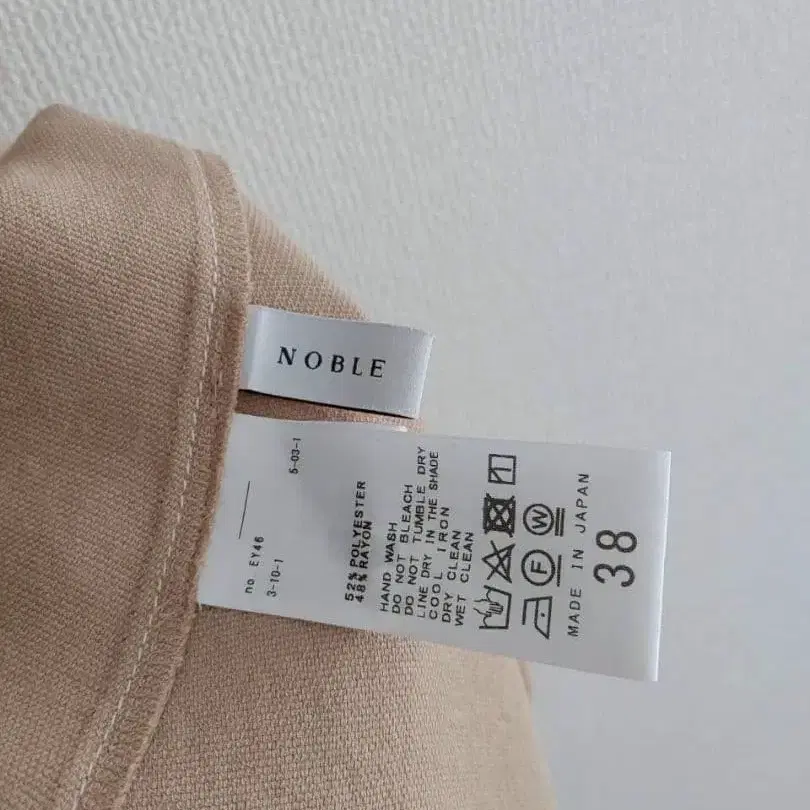 NOBLE
no. EY46
3-10-1
5-03-1
52% POLYESTER
48% RAYON
HAND WASH
DO NOT BLEACH
DO NOT TUMBLE DRY
LINE DRY IN THE SHADE
COOL IRON
DRY CLEAN
WET CLEAN
F
W
MADE IN JAPAN
38